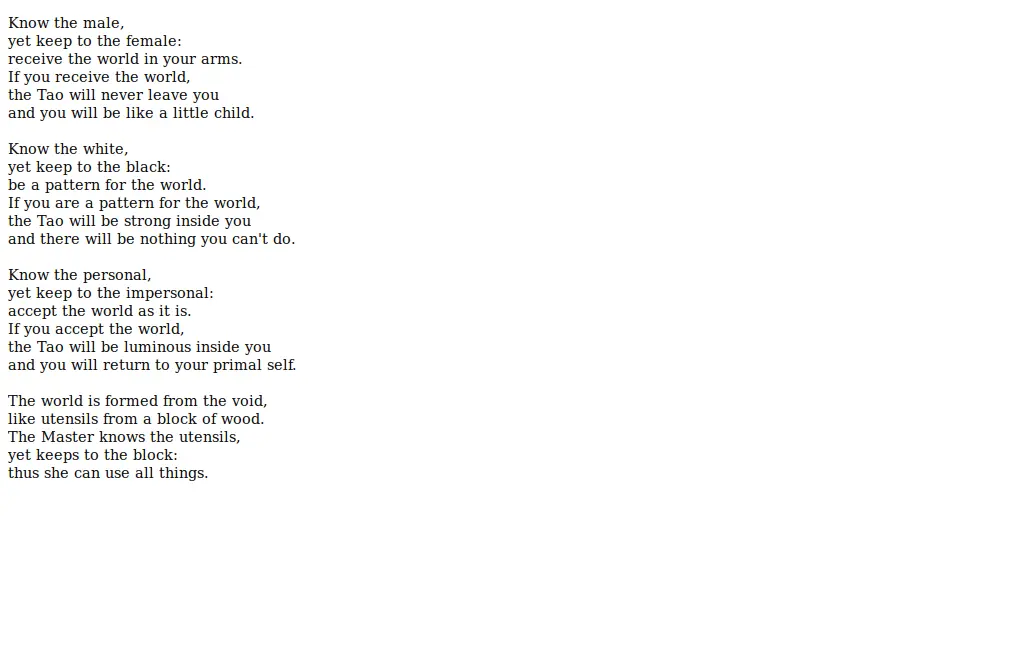 Know the male,
yet keep to the female:
receive the world in your arms.
If you receive the world,
the Tao will never leave you
and you will be like a little child.

Know the white,
yet keep to the black:
be a pattern for the world.
If you are a pattern for the world,
the Tao will be strong inside you
and there will be nothing you can't do.

Know the personal,
yet keep to the impersonal:
accept the world as it is.
If you accept the world,
the Tao will be luminous inside you
and you will return to your primal self.

The world is formed from the void,
like utensils from a block of wood.
The Master knows the utensils,
yet keeps to the block:
thus she can use all things.